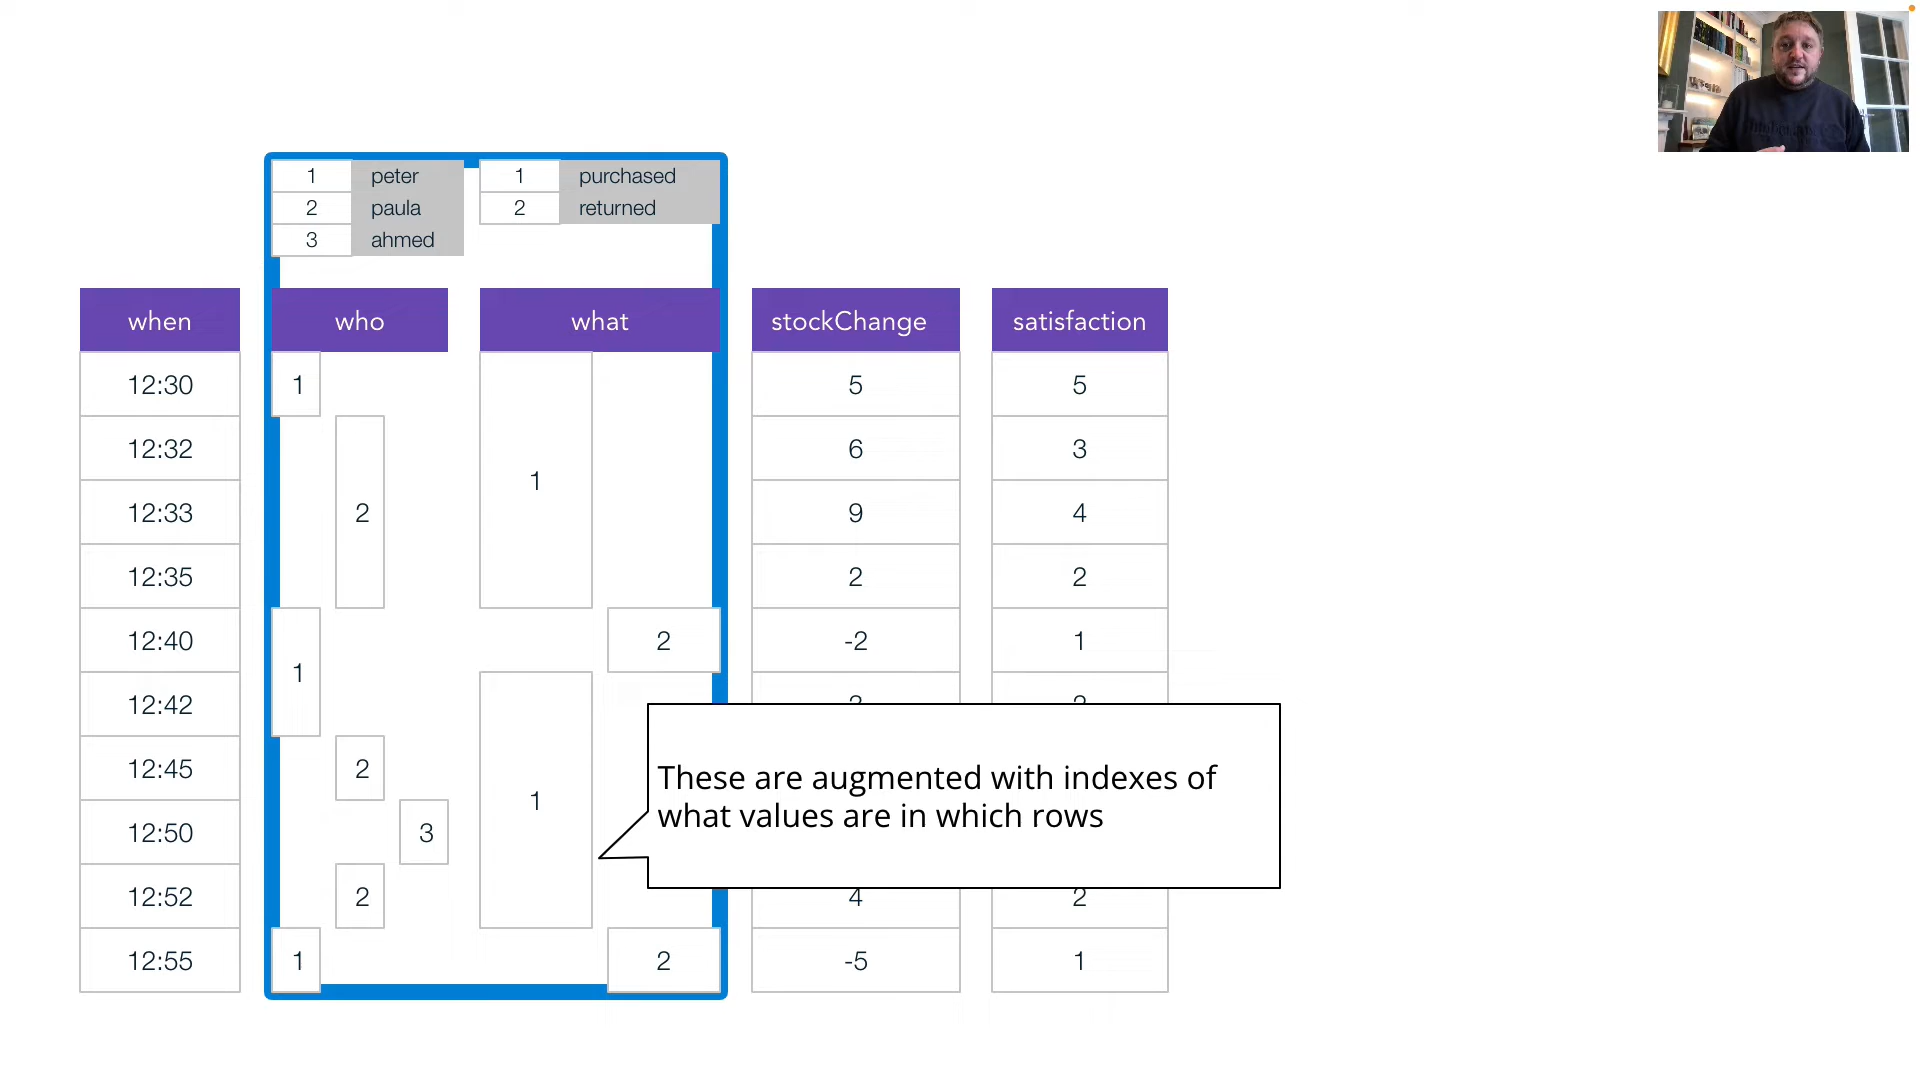 1 peter 1 purchased
2 paula 2 returned
3 ahmed
when who what stockChange satisfaction
12:30 1 5 5
12:32 6 3
1
12:33 2 9 4
12:35 2 2
12:40 2 -2 1
1
12:42
12:45 2
These are augmented with indexes of
1
what values are in which rows
12:50 3
12:52 2 4 2
12:55 1 2 -5 1